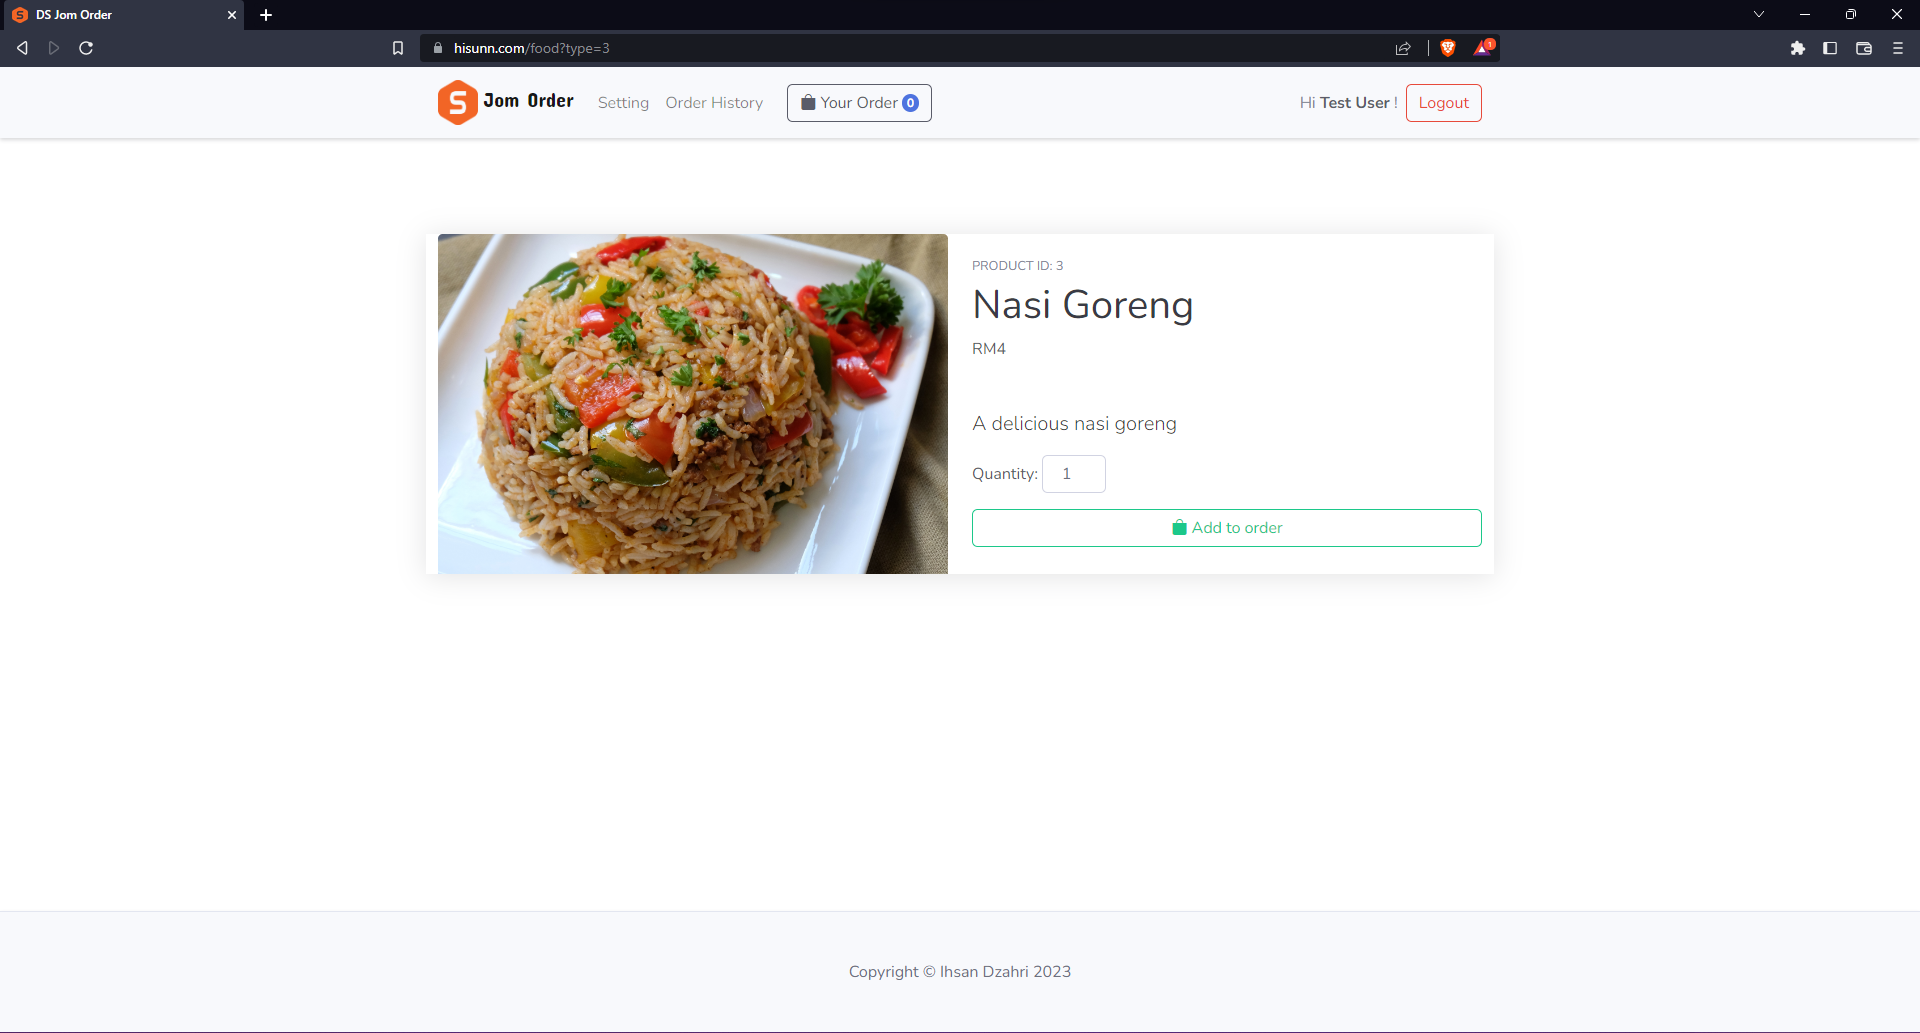 DS Jom Order
hisunn.com/food?type=3
1
S Jom Order Setting Order History Your Order 0 Hi Test User ! Logout
PRODUCT ID: 3
Nasi Goreng
RM4
A delicious nasi goreng
Quantity: 1
Add to order
Copyright © Ihsan Dzahri 2023